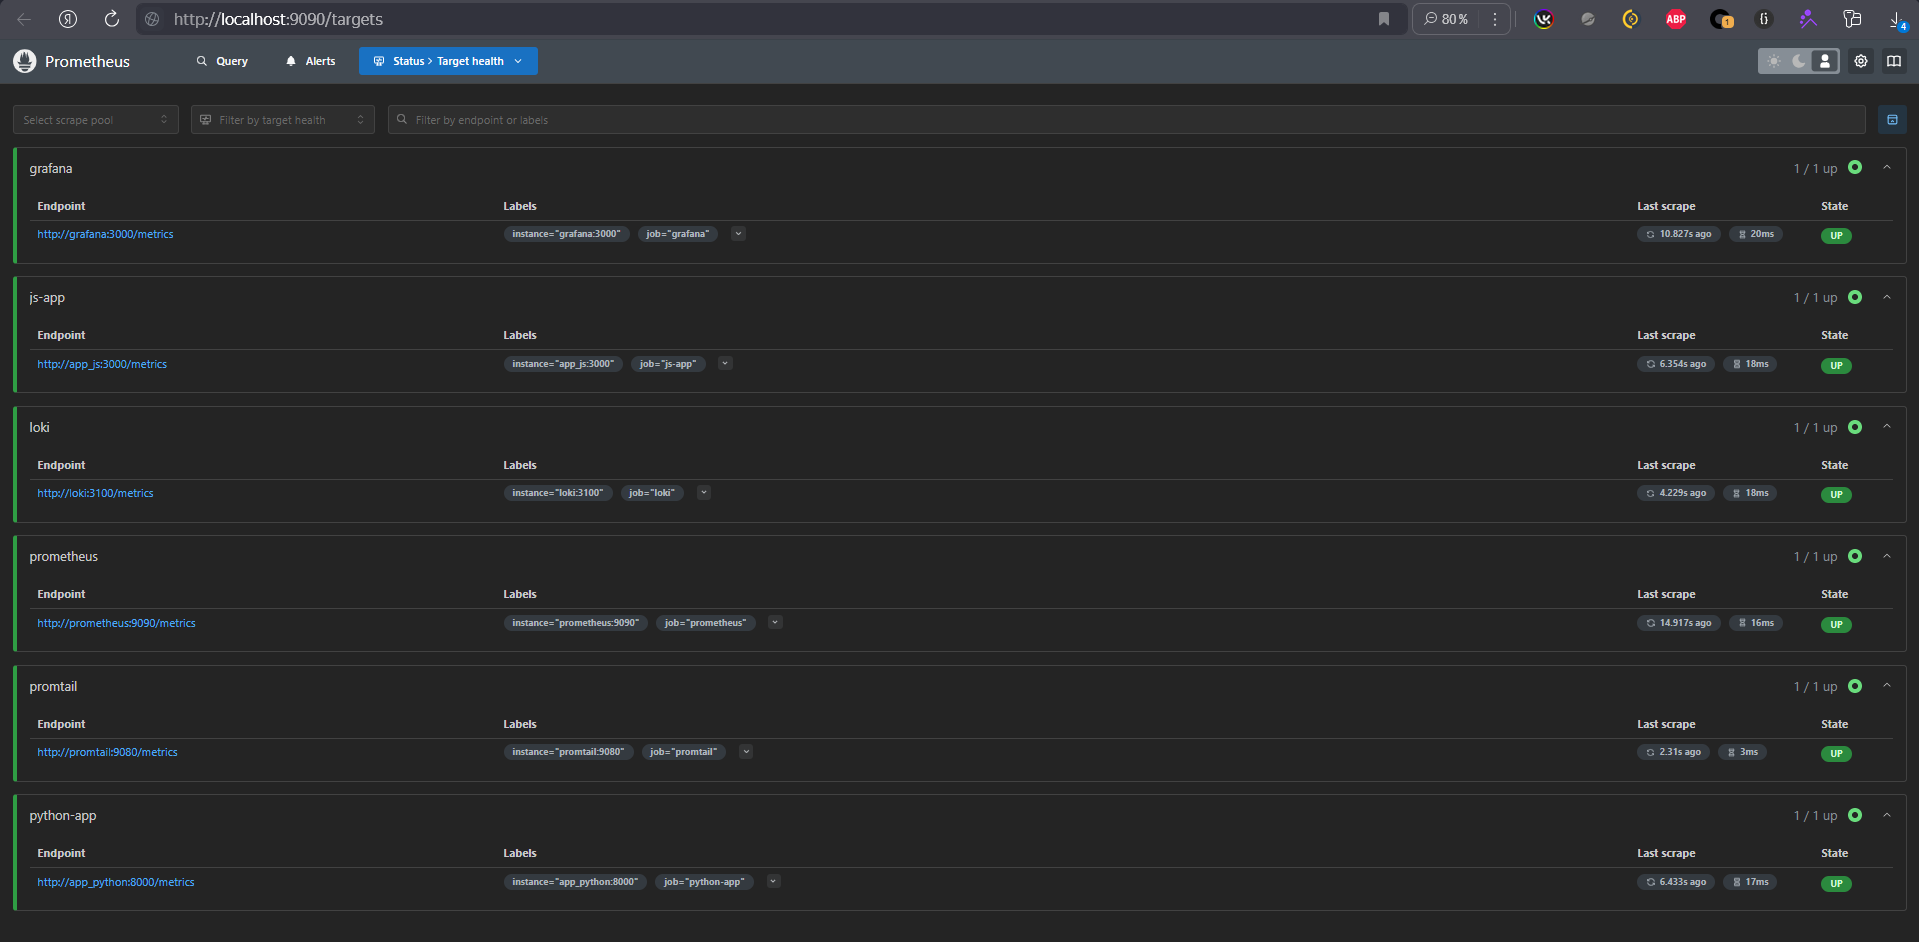 http://localhost:9090/targets
80%
ABP
1
4
Prometheus
Query
Alerts
Status > Target health
Select scrape pool
Filter by target health
Filter by endpoint or labels
grafana
1 / 1 up
Endpoint Labels Last scrape State
http://grafana:3000/metrics instance="grafana:3000" job="grafana" 10.827s ago 20ms UP
js-app
1 / 1 up
Endpoint Labels Last scrape State
http://app_js:3000/metrics instance="app_js:3000" job="js-app" 6.354s ago 18ms UP
loki
1 / 1 up
Endpoint Labels Last scrape State
http://loki:3100/metrics instance="loki:3100" job="loki" 4.229s ago 18ms UP
prometheus
1 / 1 up
Endpoint Labels Last scrape State
http://prometheus:9090/metrics instance="prometheus:9090" job="prometheus" 14.917s ago 16ms UP
promtail
1 / 1 up
Endpoint Labels Last scrape State
http://promtail:9080/metrics instance="promtail:9080" job="promtail" 2.31s ago 3ms UP
python-app
1 / 1 up
Endpoint Labels Last scrape State
http://app_python:8000/metrics instance="app_python:8000" job="python-app" 6.433s ago 17ms UP